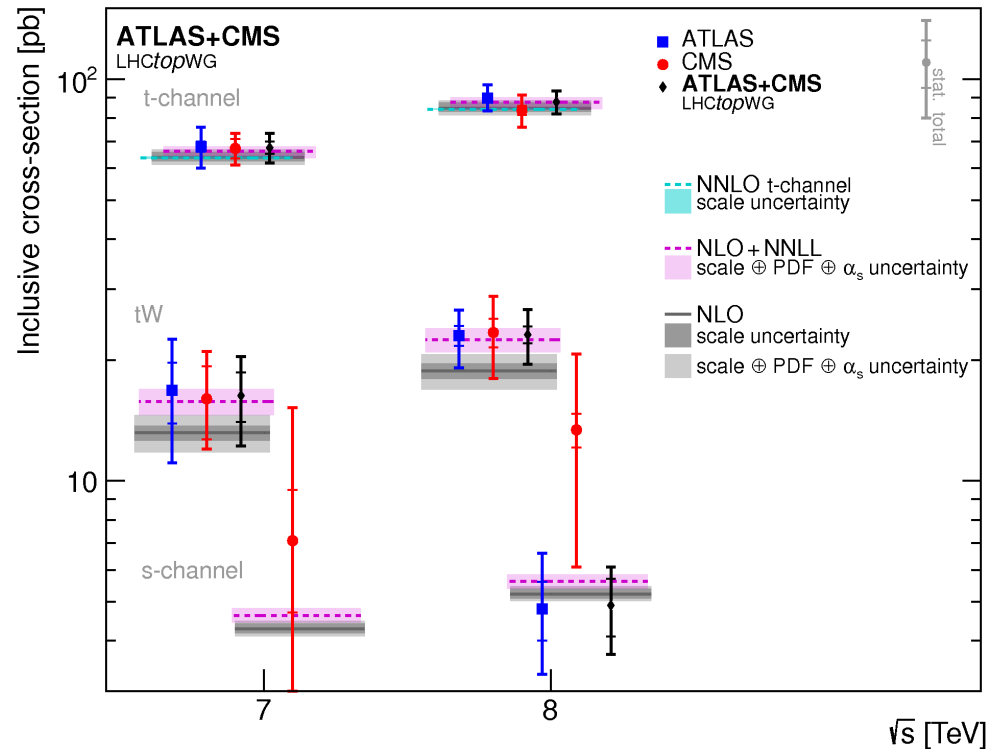 ATLAS+CMS
LHCtopWG
ATLAS
CMS
ATLAS+CMS
LHCtopWG
stat. total
t-channel
tW
s-channel
NNLO t-channel
scale uncertainty
NLO+NNLL
scale ⊕ PDF ⊕ αs uncertainty
NLO
scale uncertainty
scale ⊕ PDF ⊕ αs uncertainty
Inclusive cross-section [pb]
10²
10
7
8
√s [TeV]